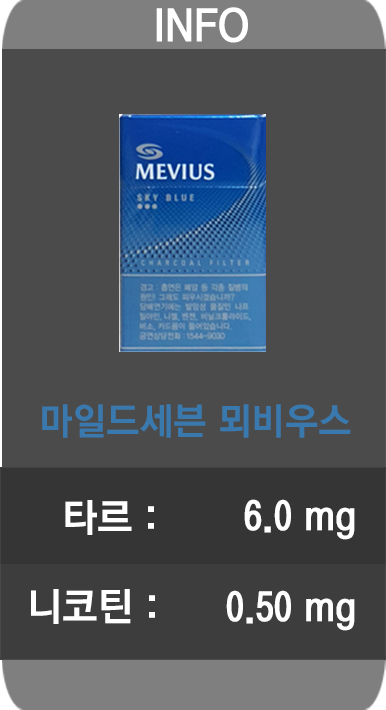 INFO
MEVIUS
SKY BLUE
CHARCOAL FILTER
경고 : 흡연은 폐암 등 각종 질병의
원인! 그래도 피우시겠습니까?
담배연기에는 발암성 물질인 나프
틸아민, 니켈, 벤젠, 비닐크롤라이드,
비소, 카드뮴이 들어있습니다.
금연상담전화 : 1544-9030
마일드세븐 뫼비우스
타르 : 6.0 mg
니코틴 : 0.50 mg